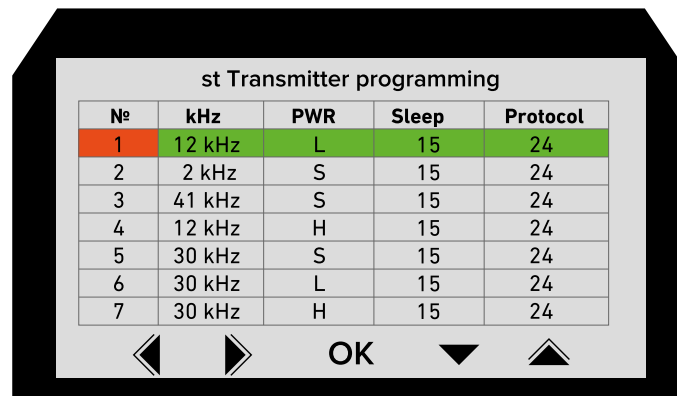 st Transmitter programming
№ kHz PWR Sleep Protocol
1 12 kHz L 15 24
2 2 kHz S 15 24
3 41 kHz S 15 24
4 12 kHz H 15 24
5 30 kHz S 15 24
6 30 kHz L 15 24
7 30 kHz H 15 24
OK